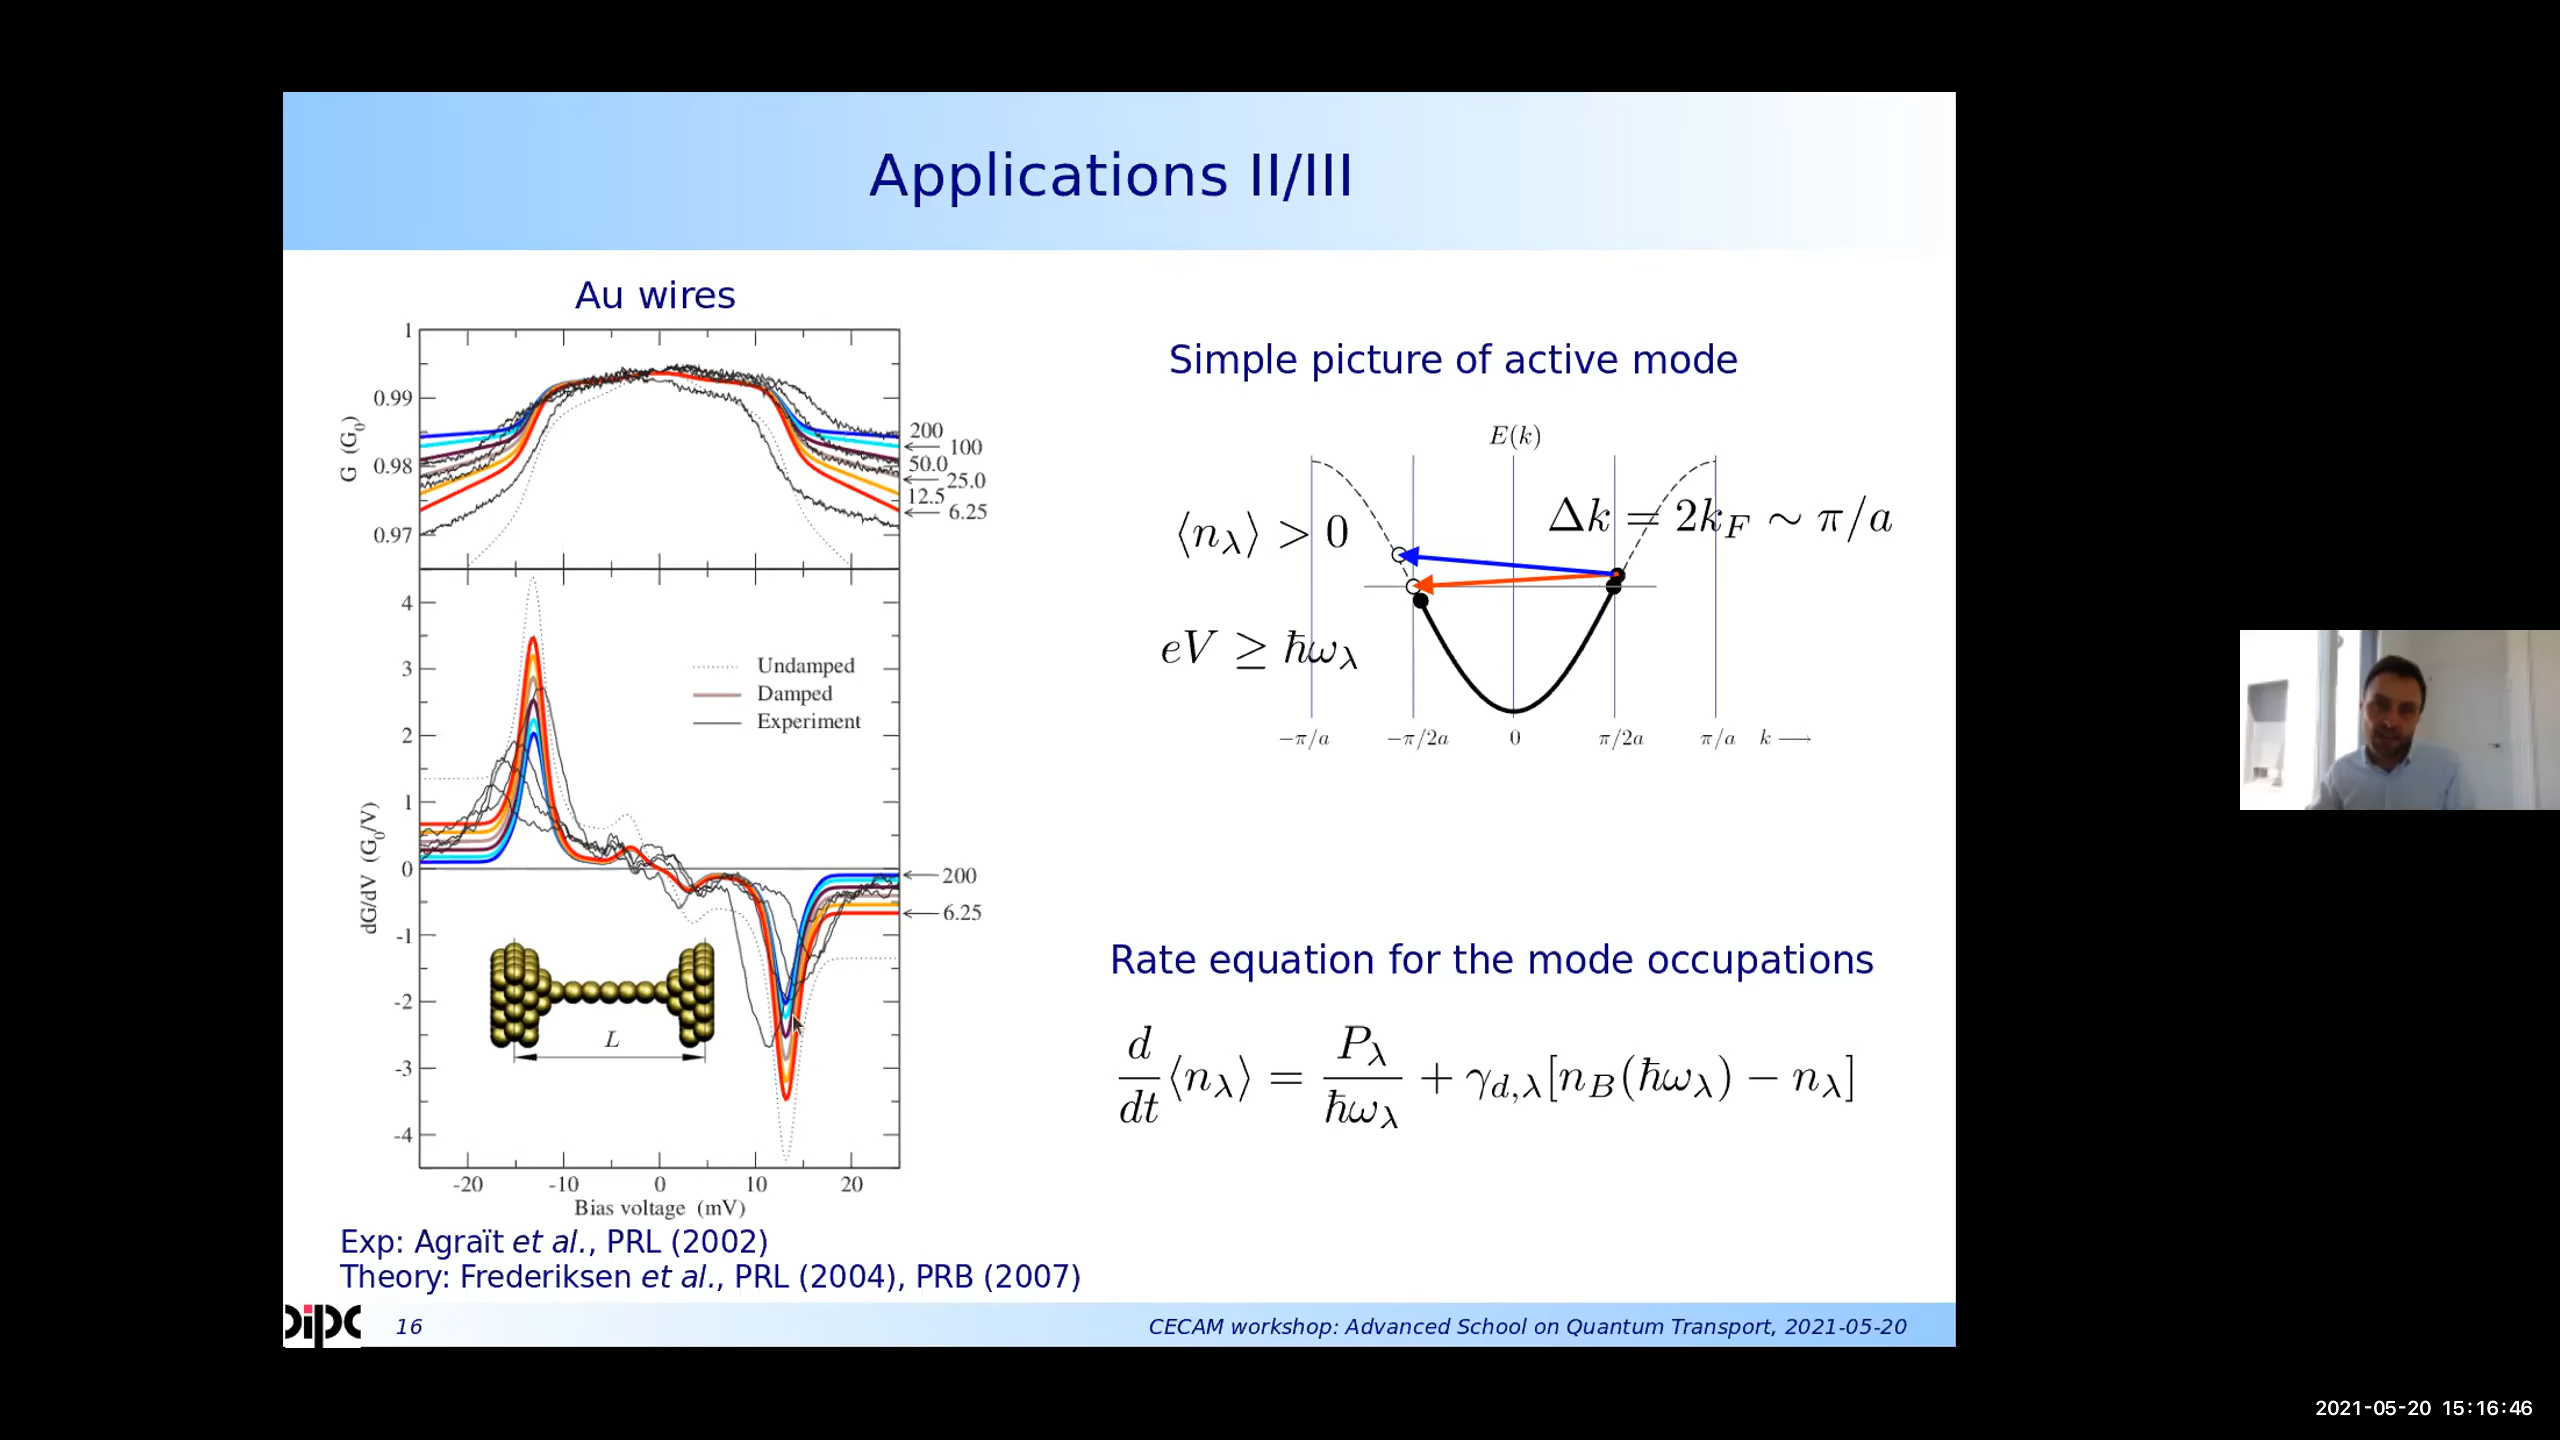 Applications II/III
Au wires
1
0.99
0.98
0.97
G (G0)
200
100
50.0
25.0
12.5
6.25
4
3
2
1
0
-1
-2
-3
-4
dG/dV (G0/V)
Undamped
Damped
Experiment
200
6.25
L
-20 -10 0 10 20
Bias voltage (mV)
Exp: Agraït et al., PRL (2002)
Theory: Frederiksen et al., PRL (2004), PRB (2007)
Simple picture of active mode
E(k)
⟨nλ⟩ > 0
Δk = 2kF ∼ π/a
eV ≥ ħωλ
−π/a −π/2a 0 π/2a π/a k ⟶
Rate equation for the mode occupations
d/dt ⟨nλ⟩ = Pλ/ħωλ + γd,λ[nB(ħωλ) − nλ]
dipc
16
CECAM workshop: Advanced School on Quantum Transport, 2021-05-20
2021-05-20 15:16:46